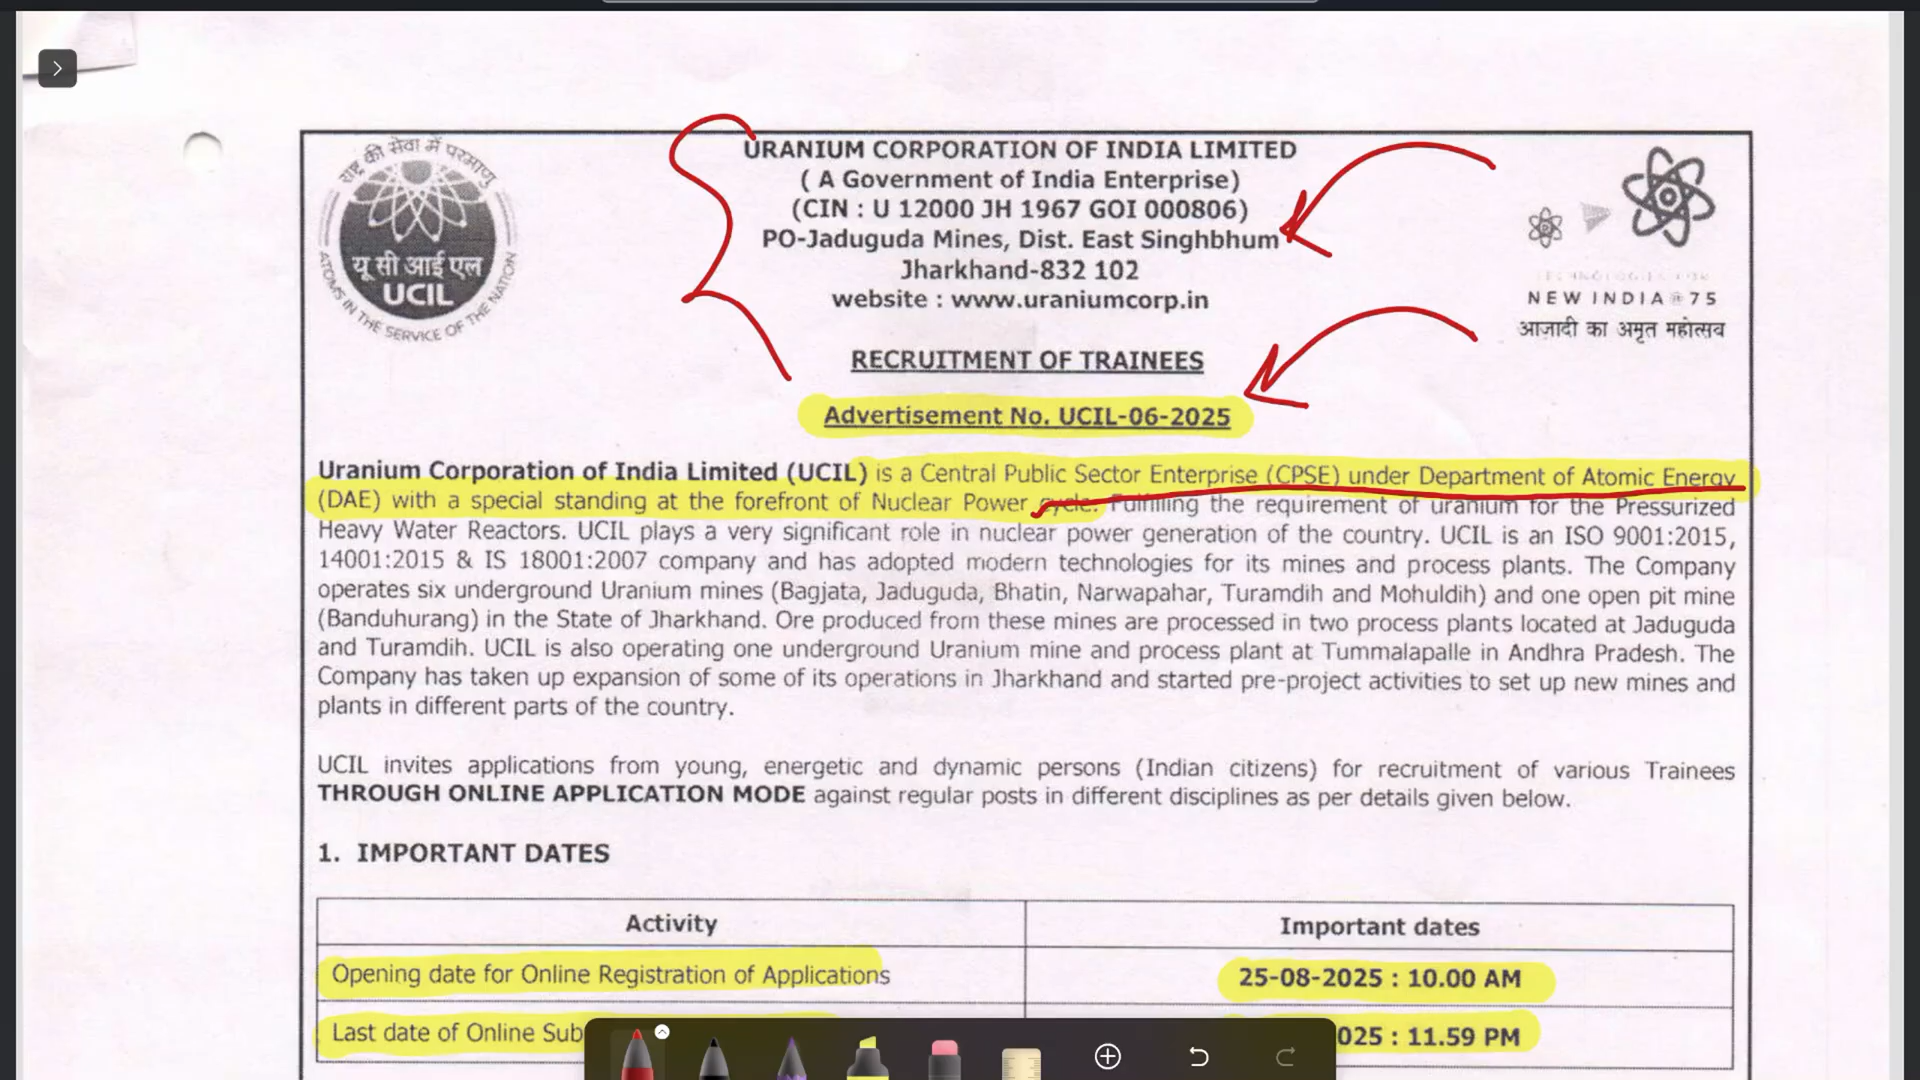 राष्ट्र की सेवा में परमाणु
यू सी आई एल
UCIL
ATOMS IN THE SERVICE OF THE NATION
URANIUM CORPORATION OF INDIA LIMITED
( A Government of India Enterprise)
(CIN : U 12000 JH 1967 GOI 000806)
PO-Jaduguda Mines, Dist. East Singhbhum
Jharkhand-832 102
website : www.uraniumcorp.in
NEW INDIA@75
आज़ादी का अमृत महोत्सव
RECRUITMENT OF TRAINEES
Advertisement No. UCIL-06-2025
Uranium Corporation of India Limited (UCIL) is a Central Public Sector Enterprise (CPSE) under Department of Atomic Energy
(DAE) with a special standing at the forefront of Nuclear Power cycle. Fulfilling the requirement of uranium for the Pressurized
Heavy Water Reactors. UCIL plays a very significant role in nuclear power generation of the country. UCIL is an ISO 9001:2015,
14001:2015 & IS 18001:2007 company and has adopted modern technologies for its mines and process plants. The Company
operates six underground Uranium mines (Bagjata, Jaduguda, Bhatin, Narwapahar, Turamdih and Mohuldih) and one open pit mine
(Banduhurang) in the State of Jharkhand. Ore produced from these mines are processed in two process plants located at Jaduguda
and Turamdih. UCIL is also operating one underground Uranium mine and process plant at Tummalapalle in Andhra Pradesh. The
Company has taken up expansion of some of its operations in Jharkhand and started pre-project activities to set up new mines and
plants in different parts of the country.
UCIL invites applications from young, energetic and dynamic persons (Indian citizens) for recruitment of various Trainees
THROUGH ONLINE APPLICATION MODE against regular posts in different disciplines as per details given below.
1. IMPORTANT DATES
Activity
Important dates
Opening date for Online Registration of Applications
25-08-2025 : 10.00 AM
Last date of Online Sub
025 : 11.59 PM